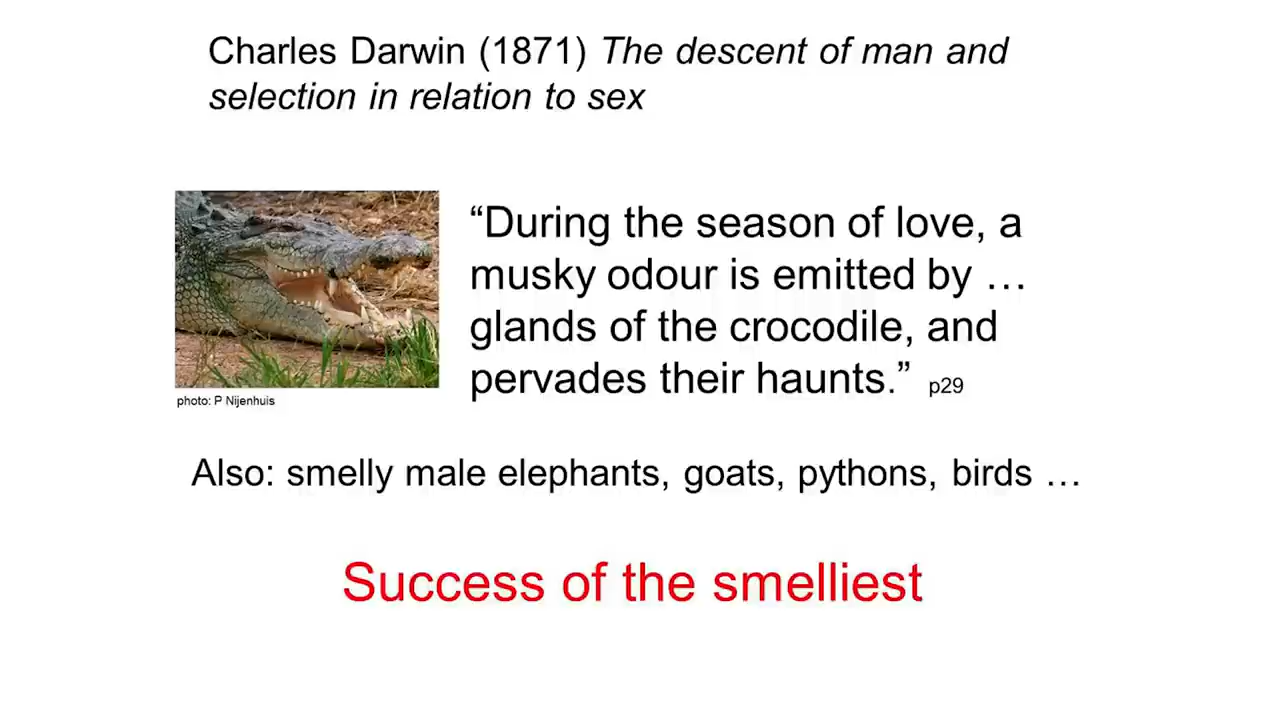 Charles Darwin (1871) The descent of man and
selection in relation to sex
“During the season of love, a
musky odour is emitted by …
glands of the crocodile, and
pervades their haunts.” p29
photo: P Nijenhuis
Also: smelly male elephants, goats, pythons, birds …
Success of the smelliest